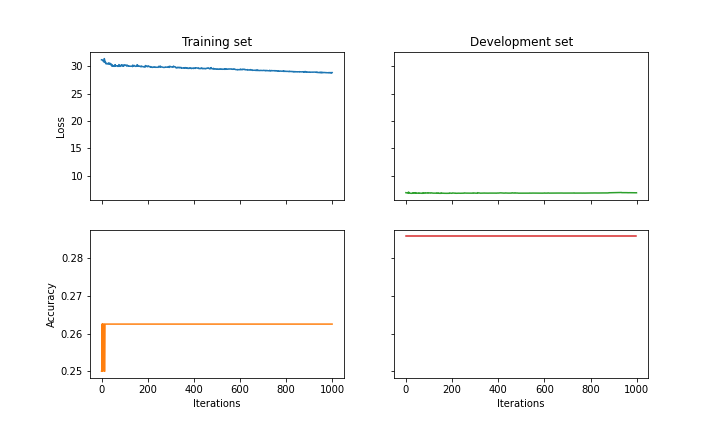 Training set
Development set
30
25
20
15
10
Loss
0.28
0.27
0.26
0.25
Accuracy
0 200 400 600 800 1000
0 200 400 600 800 1000
Iterations
Iterations